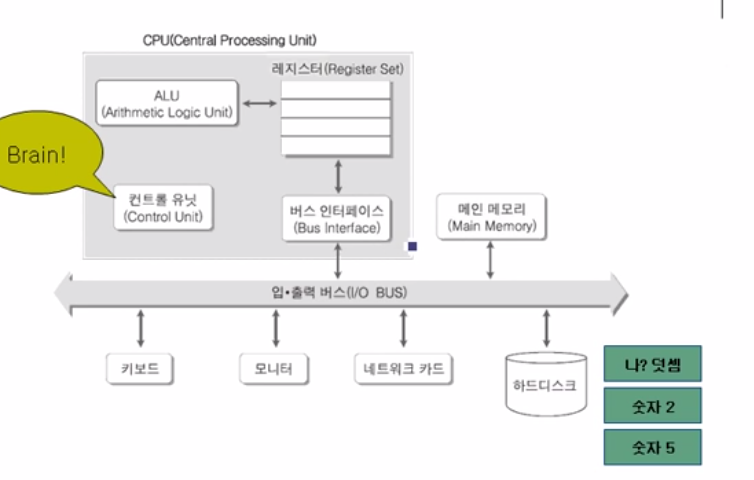 CPU(Central Processing Unit)
레지스터(Register Set)
ALU
(Arithmetic Logic Unit)
Brain!
컨트롤 유닛
(Control Unit)
버스 인터페이스
(Bus Interface)
메인 메모리
(Main Memory)
입•출력 버스(I/O BUS)
키보드
모니터
네트워크 카드
하드디스크
나? 덧셈
숫자 2
숫자 5